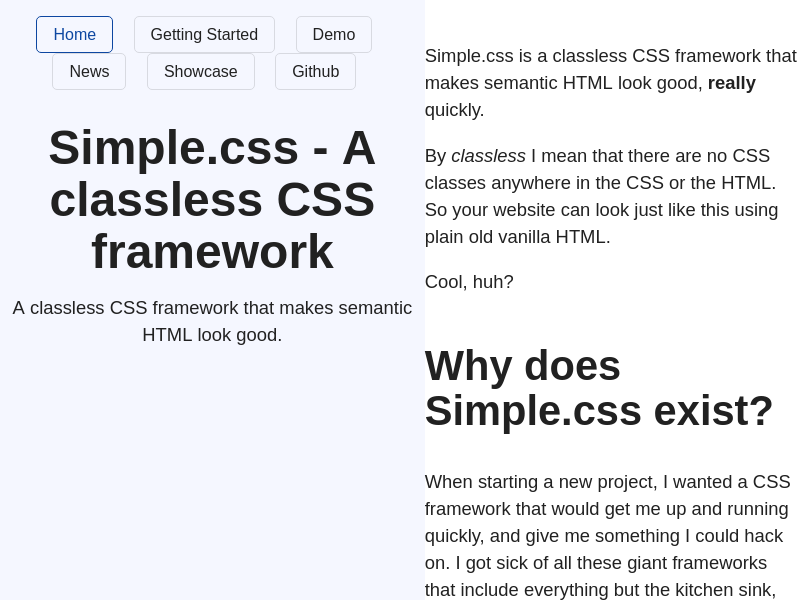 Home Getting Started Demo
News Showcase Github
Simple.css - A
classless CSS
framework
A classless CSS framework that makes semantic
HTML look good.
Simple.css is a classless CSS framework that
makes semantic HTML look good, really
quickly.
By classless I mean that there are no CSS
classes anywhere in the CSS or the HTML.
So your website can look just like this using
plain old vanilla HTML.
Cool, huh?
Why does
Simple.css exist?
When starting a new project, I wanted a CSS
framework that would get me up and running
quickly, and give me something I could hack
on. I got sick of all these giant frameworks
that include everything but the kitchen sink,